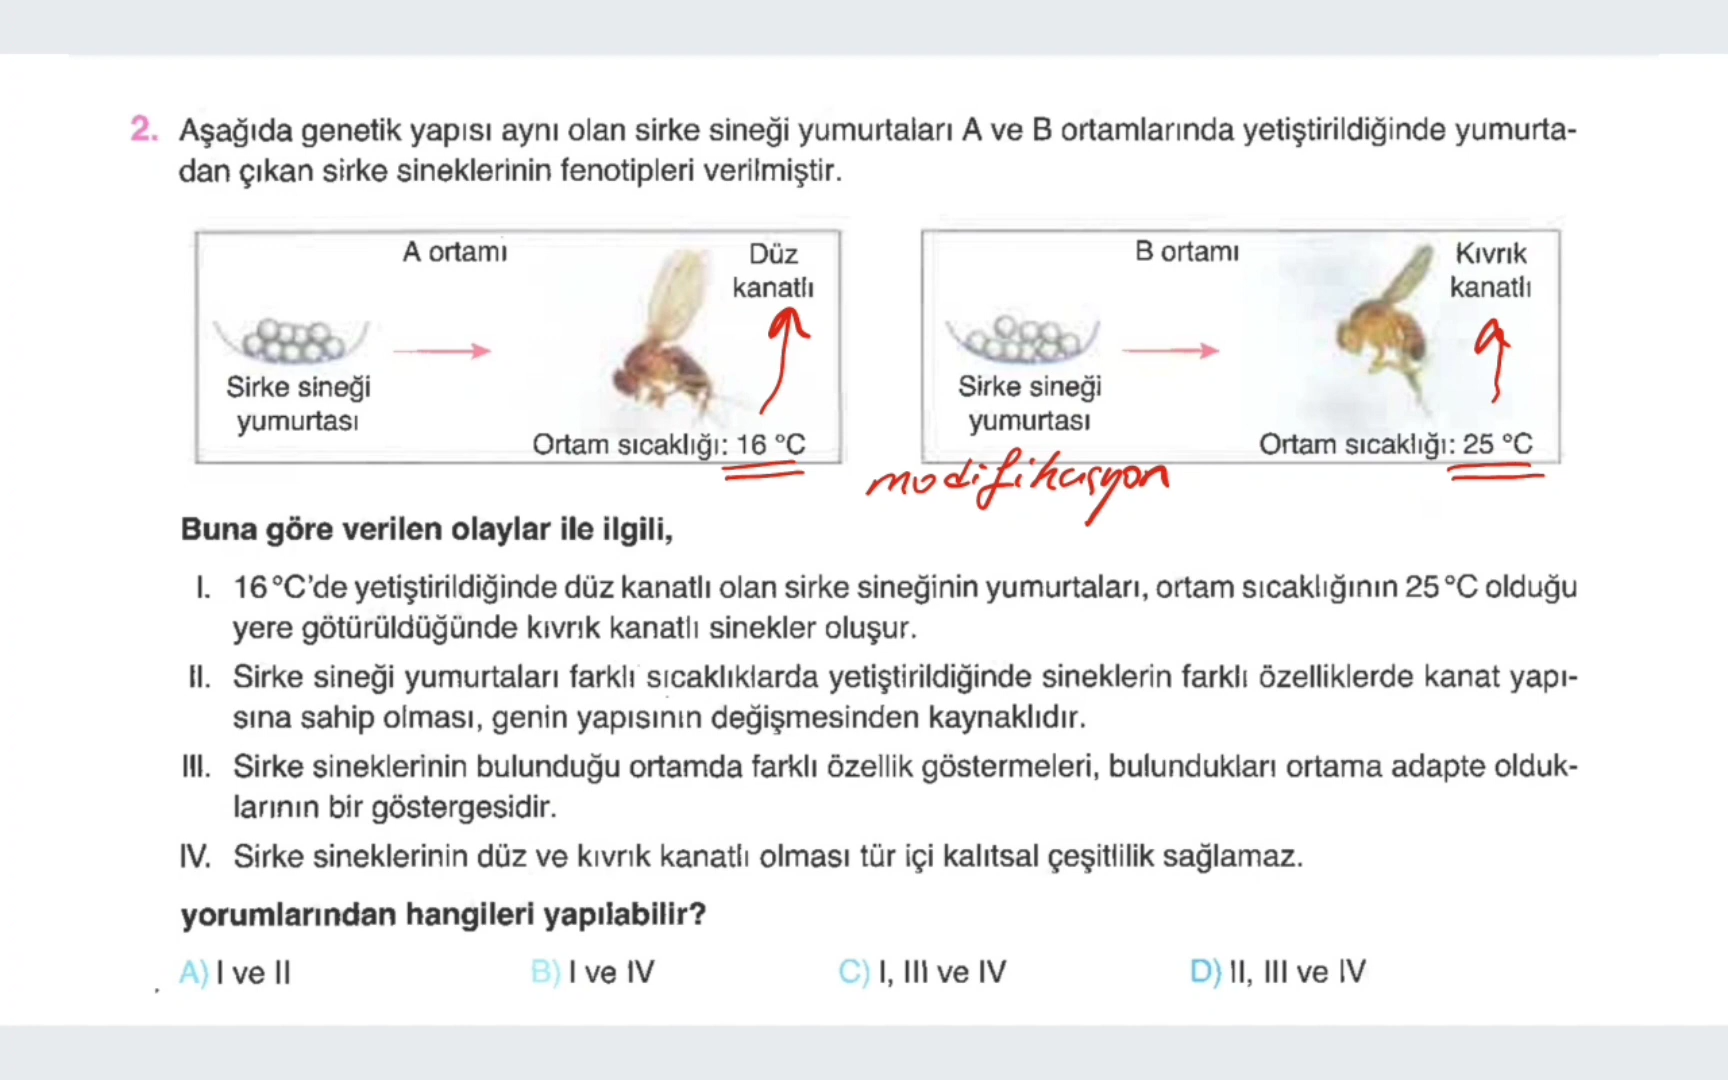 2. Aşağıda genetik yapısı aynı olan sirke sineği yumurtaları A ve B ortamlarında yetiştirildiğinde yumurta-
dan çıkan sirke sineklerinin fenotipleri verilmiştir.
A ortamı
Düz
kanatlı
Sirke sineği
yumurtası
Ortam sıcaklığı: 16 °C
B ortamı
Kıvrık
kanatlı
Sirke sineği
yumurtası
Ortam sıcaklığı: 25 °C
modifikasyon
Buna göre verilen olaylar ile ilgili,
I. 16 °C'de yetiştirildiğinde düz kanatlı olan sirke sineğinin yumurtaları, ortam sıcaklığının 25 °C olduğu
yere götürüldüğünde kıvrık kanatlı sinekler oluşur.
II. Sirke sineği yumurtaları farklı sıcaklıklarda yetiştirildiğinde sineklerin farklı özelliklerde kanat yapı-
sına sahip olması, genin yapısının değişmesinden kaynaklıdır.
III. Sirke sineklerinin bulunduğu ortamda farklı özellik göstermeleri, bulundukları ortama adapte olduk-
larının bir göstergesidir.
IV. Sirke sineklerinin düz ve kıvrık kanatlı olması tür içi kalıtsal çeşitlilik sağlamaz.
yorumlarından hangileri yapılabilir?
A) I ve II
B) I ve IV
C) I, III ve IV
D) II, III ve IV